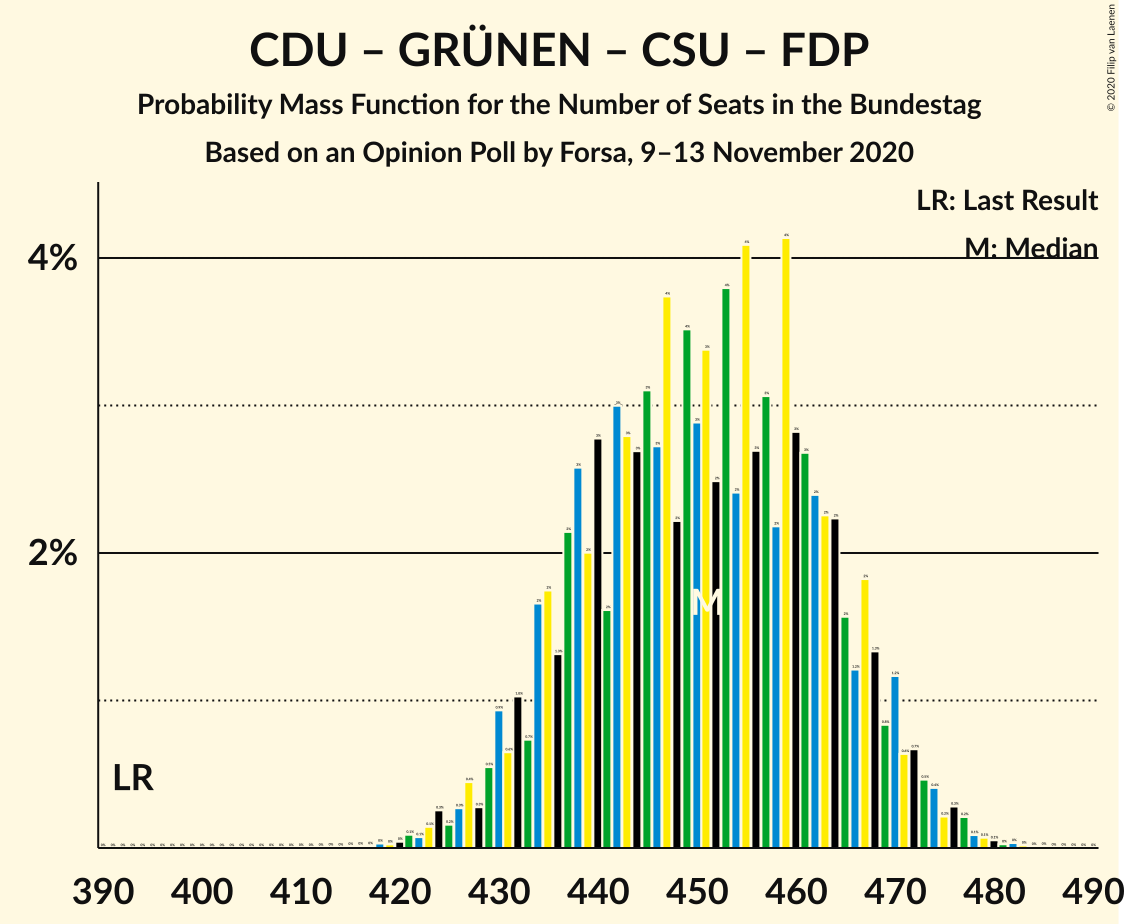 CDU – GRÜNEN – CSU – FDP
Probability Mass Function for the Number of Seats in the Bundestag
Based on an Opinion Poll by Forsa, 9–13 November 2020
© 2020 Filip van Laenen
LR: Last Result
M: Median
4%
2%
M
LR
390 400 410 420 430 440 450 460 470 480 490